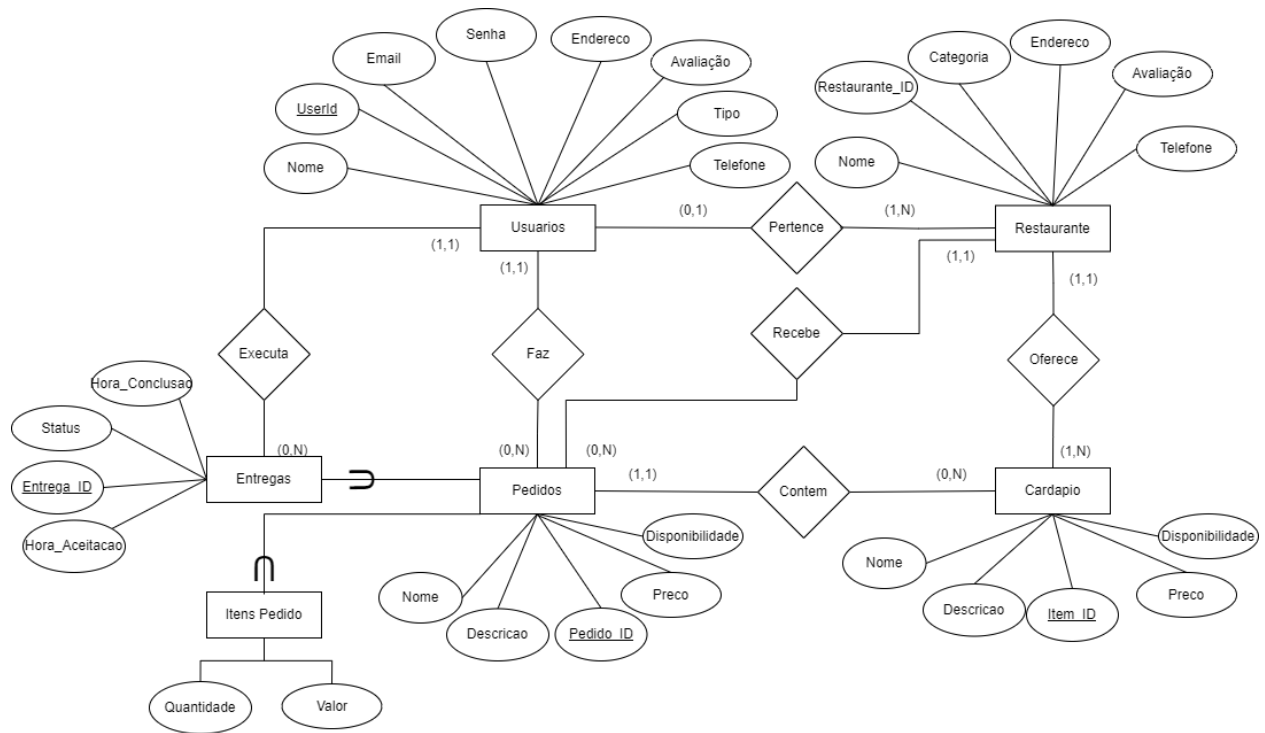 Senha
Endereco
Email
Avaliação
UserId
Tipo
Nome
Telefone
Endereco
Categoria
Restaurante_ID
Avaliação
Nome
Telefone
Usuarios
(0,1)
Pertence
(1,N)
Restaurante
(1,1)
(1,1)
(1,1)
(1,1)
Executa
Faz
Recebe
Oferece
Hora_Conclusao
Status
Entrega_ID
Hora_Aceitacao
(0,N)
(0,N)
(0,N)
(1,N)
Entregas
Pedidos
(1,1)
Contem
(0,N)
Cardapio
Disponibilidade
Nome
Preco
Descricao
Pedido_ID
Disponibilidade
Nome
Preco
Descricao
Item_ID
Itens Pedido
Quantidade
Valor